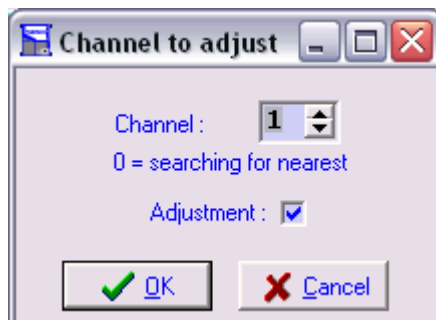 Channel to adjust
Channel : 1
0 = searching for nearest
Adjustment :
OK Cancel